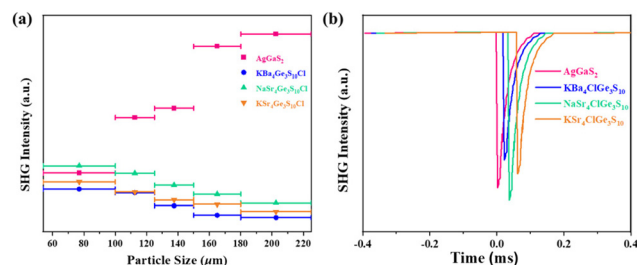 (a)
SHG Intensity (a.u.)
AgGaS₂
KBa₄Ge₃S₁₀Cl
NaSr₄Ge₃S₁₀Cl
KSr₄Ge₃S₁₀Cl
60 80 100 120 140 160 180 200 220
Particle Size (μm)
(b)
SHG Intensity (a.u.)
AgGaS₂
KBa₄ClGe₃S₁₀
NaSr₄ClGe₃S₁₀
KSr₄ClGe₃S₁₀
-0.4 -0.2 0.0 0.2 0.4
Time (ms)